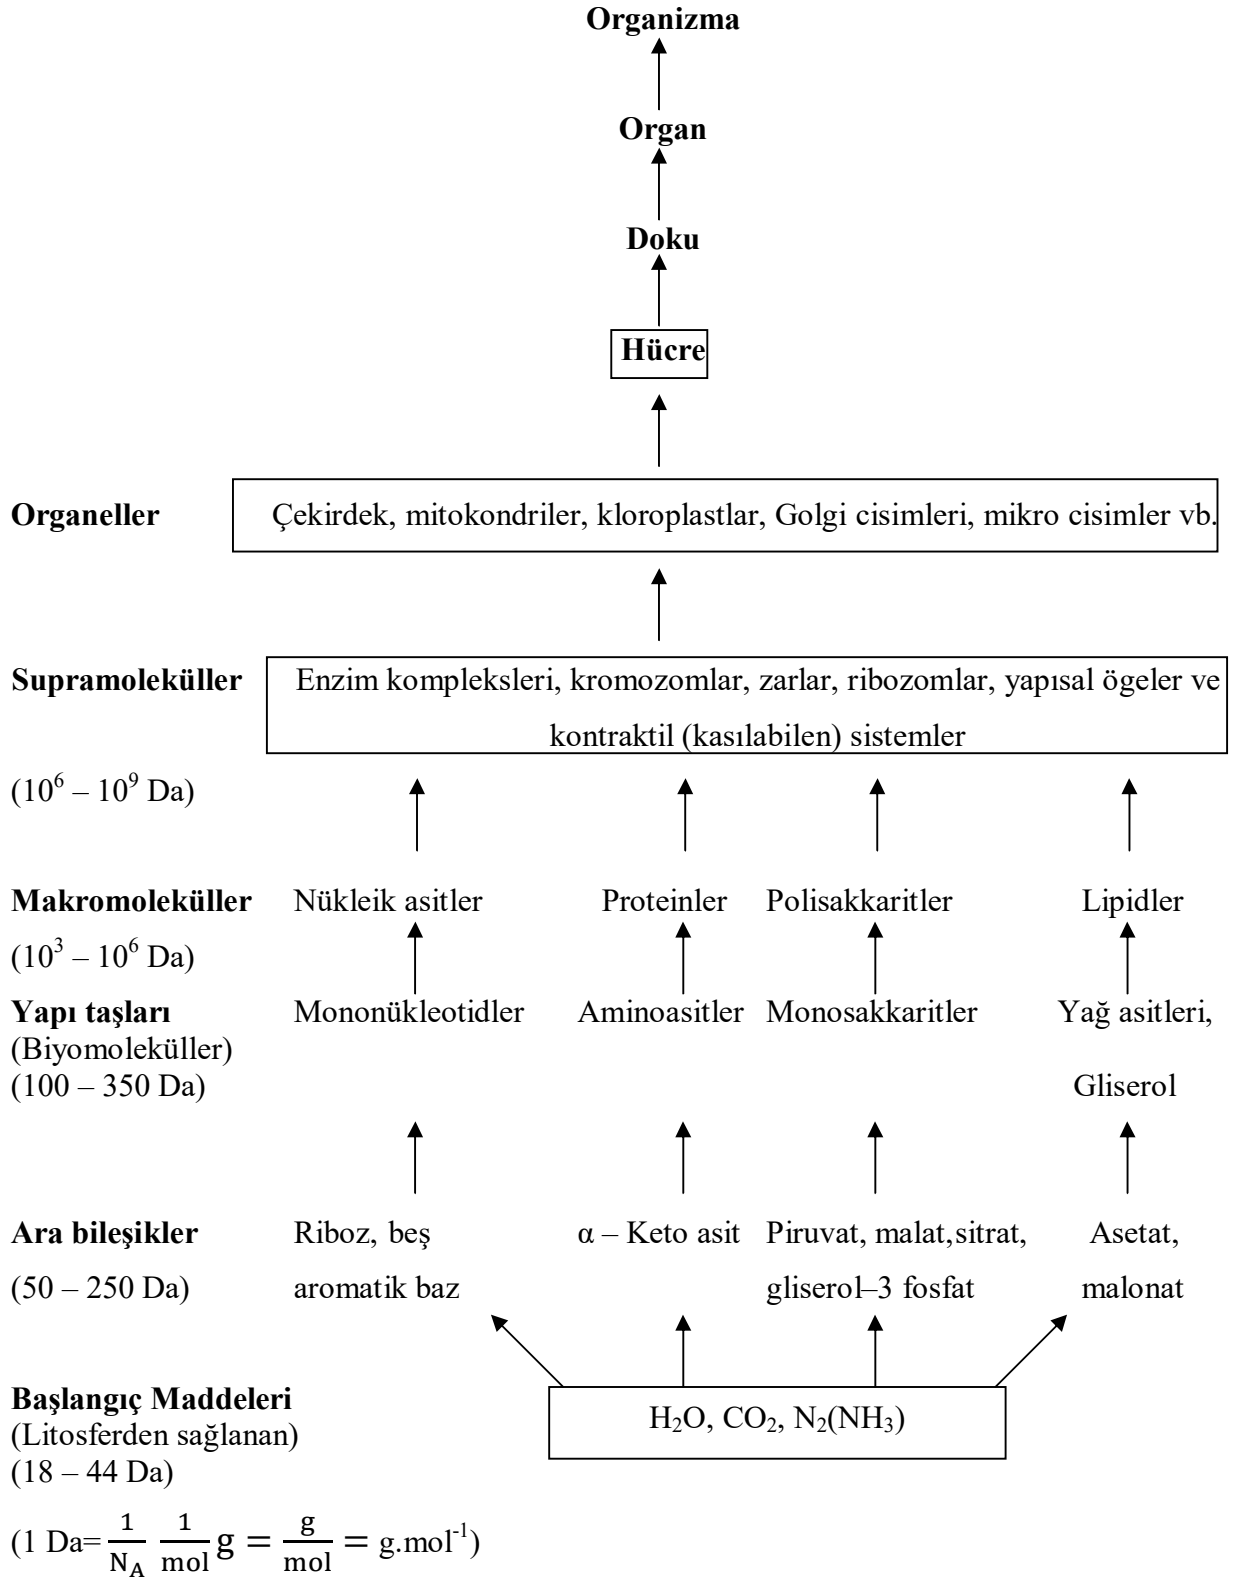 Organizma
Organ
Doku
Hücre
Organeller Çekirdek, mitokondriler, kloroplastlar, Golgi cisimleri, mikro cisimler vb.
Supramoleküller Enzim kompleksleri, kromozomlar, zarlar, ribozomlar, yapısal ögeler ve
kontraktil (kasılabilen) sistemler
(10⁶ – 10⁹ Da)
Makromoleküller Nükleik asitler Proteinler Polisakkaritler Lipidler
(10³ – 10⁶ Da)
Yapı taşları Mononükleotidler Aminoasitler Monosakkaritler Yağ asitleri,
(Biyomoleküller)
(100 – 350 Da) Gliserol
Ara bileşikler Riboz, beş α – Keto asit Piruvat, malat,sitrat, Asetat,
(50 – 250 Da) aromatik baz gliserol–3 fosfat malonat
Başlangıç Maddeleri
H₂O, CO₂, N₂(NH₃)
(Litosferden sağlanan)
(18 – 44 Da)
(1 Da= 1/N_A 1/mol g = g/mol = g.mol⁻¹)